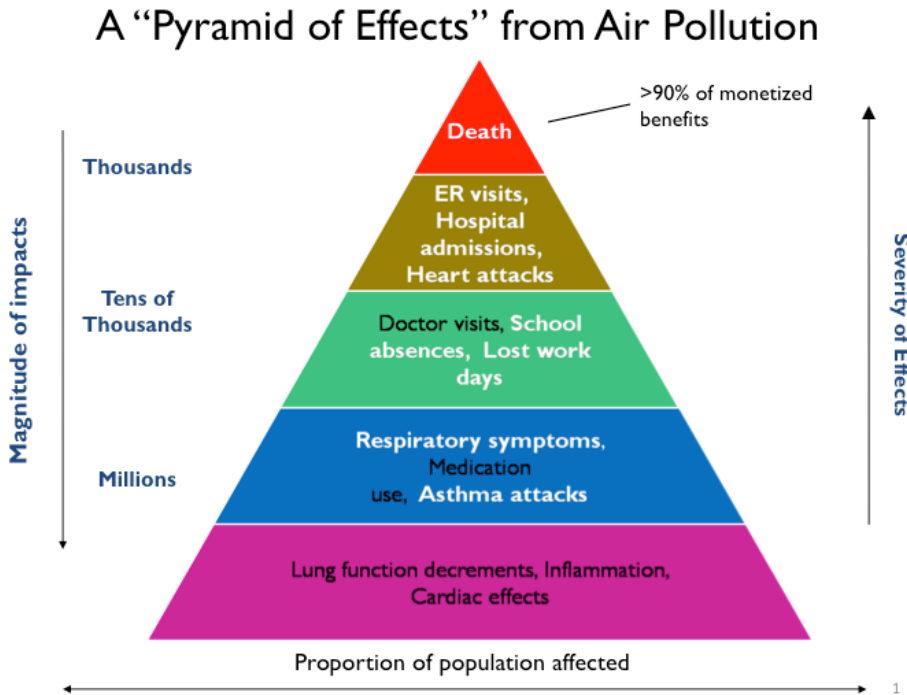 A “Pyramid of Effects” from Air Pollution
>90% of monetized
benefits
Death
Thousands
ER visits,
Hospital
admissions,
Heart attacks
Magnitude of impacts
Severity of Effects
Tens of
Thousands
Doctor visits, School
absences, Lost work
days
Respiratory symptoms,
Medication
use, Asthma attacks
Millions
Lung function decrements, Inflammation,
Cardiac effects
Proportion of population affected
1